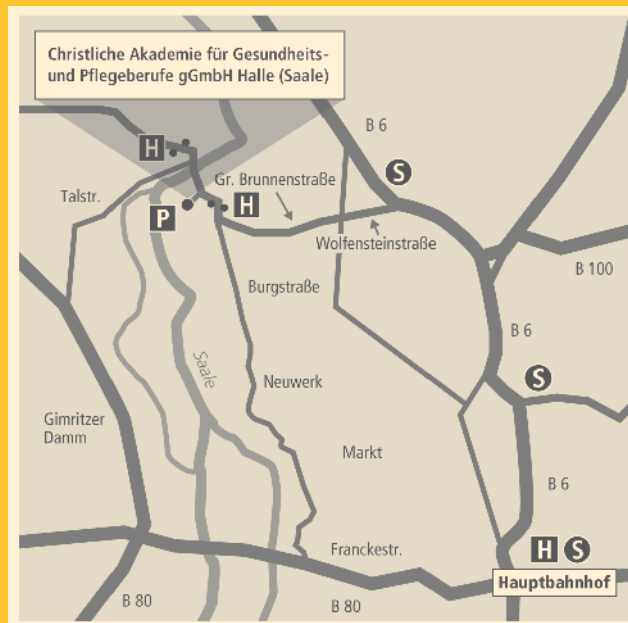 Christliche Akademie für Gesundheits-
und Pflegeberufe gGmbH Halle (Saale)
B 6
H
S
Gr. Brunnenstraße
Talstr.
P
H
Wolfensteinstraße
B 100
Burgstraße
B 6
Saale
S
Neuwerk
Gimritzer
Damm
Markt
B 6
Franckestr.
H S
Hauptbahnhof
B 80
B 80